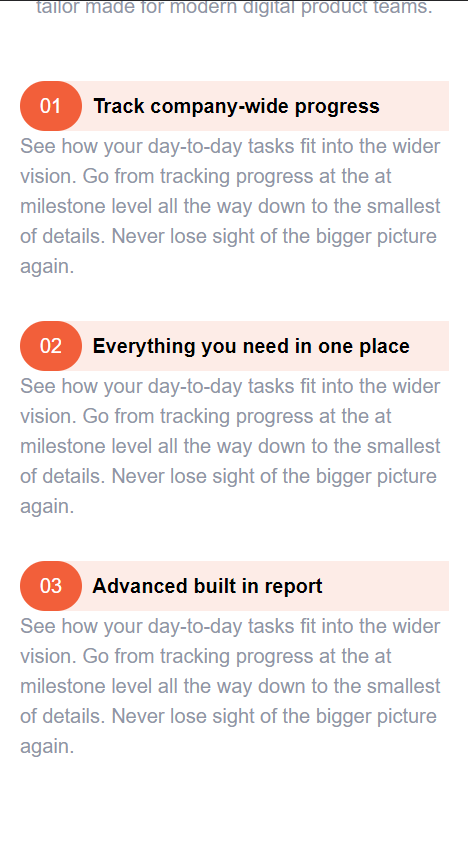 tailor made for modern digital product teams.
01 Track company-wide progress
See how your day-to-day tasks fit into the wider
vision. Go from tracking progress at the at
milestone level all the way down to the smallest
of details. Never lose sight of the bigger picture
again.
02 Everything you need in one place
See how your day-to-day tasks fit into the wider
vision. Go from tracking progress at the at
milestone level all the way down to the smallest
of details. Never lose sight of the bigger picture
again.
03 Advanced built in report
See how your day-to-day tasks fit into the wider
vision. Go from tracking progress at the at
milestone level all the way down to the smallest
of details. Never lose sight of the bigger picture
again.